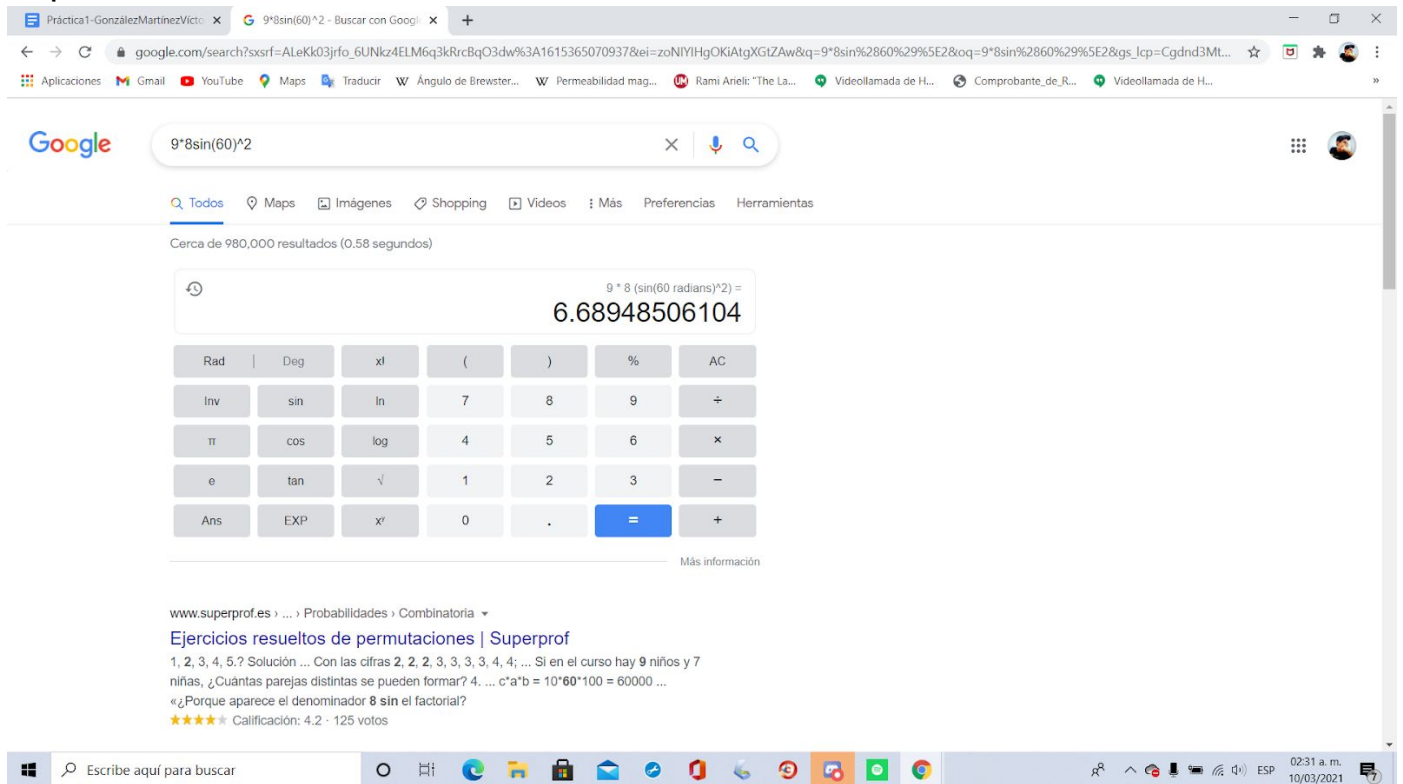 Práctica1-GonzálezMartínezVícto
9*8sin(60)^2 - Buscar con Googl
google.com/search?sxsrf=ALeKk03jrfo_6UNkz4ELM6q3kRrcBqO3dw%3A1615365070937&ei=zoNIYIHgOKiAtgXGtZAw&q=9*8sin%2860%29%5E2&oq=9*8sin%2860%29%5E2&gs_lcp=Cgdnd3Mt...
Aplicaciones Gmail YouTube Maps Traducir Ángulo de Brewster... Permeabilidad mag... Rami Arieli: "The La... Videollamada de H... Comprobante_de_R... Videollamada de H... »
Google
9*8sin(60)^2
Todos Maps Imágenes Shopping Videos Más Preferencias Herramientas
Cerca de 980,000 resultados (0.58 segundos)
9 * 8 (sin(60 radians)^2) =
6.68948506104
Rad | Deg x! ( ) % AC
Inv sin ln 7 8 9 ÷
π cos log 4 5 6 ×
e tan √ 1 2 3 −
Ans EXP xʸ 0 . = +
Más información
www.superprof.es › ... › Probabilidades › Combinatoria
Ejercicios resueltos de permutaciones | Superprof
1, 2, 3, 4, 5.? Solución ... Con las cifras 2, 2, 2, 3, 3, 3, 3, 4, 4; ... Si en el curso hay 9 niños y 7
niñas, ¿Cuántas parejas distintas se pueden formar? 4. ... c*a*b = 10*60*100 = 60000 ...
«¿Porque aparece el denominador 8 sin el factorial?
Calificación: 4.2 · 125 votos
Escribe aquí para buscar
ESP
02:31 a. m.
10/03/2021